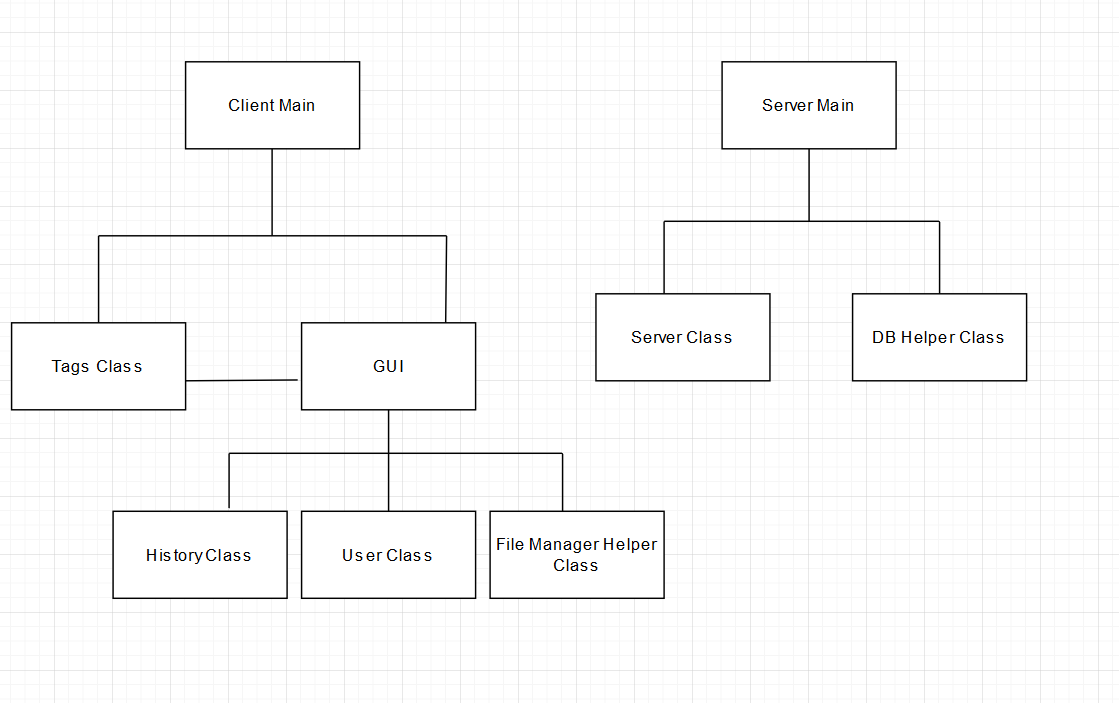 Client Main
Server Main
Tags Class
GUI
Server Class
DB Helper Class
History Class
User Class
File Manager Helper
Class